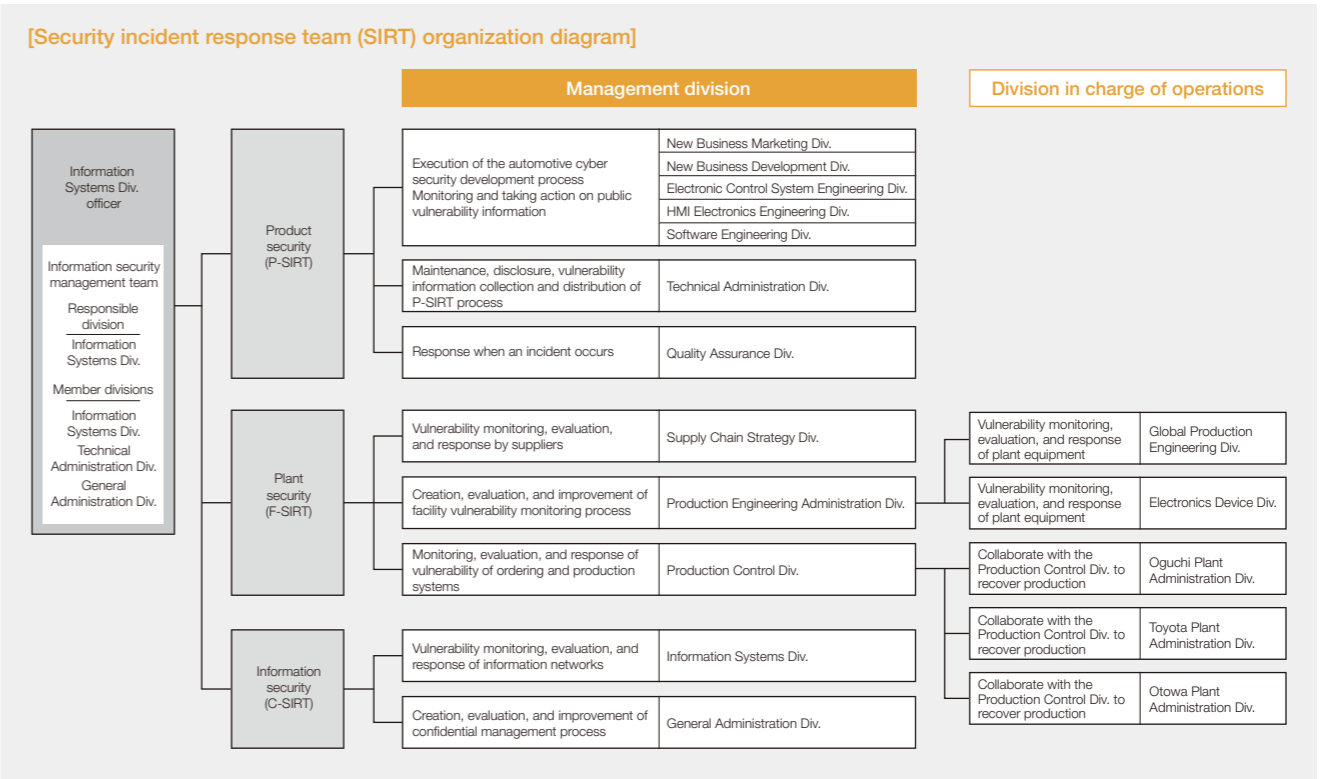 [Security incident response team (SIRT) organization diagram]
Management division
Division in charge of operations
Information
Systems Div.
officer
Information security
management team
Responsible
division
Information
Systems Div.
Member divisions
Information
Systems Div.
Technical
Administration Div.
General
Administration Div.
Product
security
(P-SIRT)
Execution of the automotive cyber
security development process
Monitoring and taking action on public
vulnerability information
New Business Marketing Div.
New Business Development Div.
Electronic Control System Engineering Div.
HMI Electronics Engineering Div.
Software Engineering Div.
Maintenance, disclosure, vulnerability
information collection and distribution of
P-SIRT process
Technical Administration Div.
Response when an incident occurs
Quality Assurance Div.
Plant
security
(F-SIRT)
Vulnerability monitoring, evaluation,
and response by suppliers
Supply Chain Strategy Div.
Creation, evaluation, and improvement of
facility vulnerability monitoring process
Production Engineering Administration Div.
Vulnerability monitoring,
evaluation, and response
of plant equipment
Global Production
Engineering Div.
Vulnerability monitoring,
evaluation, and response
of plant equipment
Electronics Device Div.
Monitoring, evaluation, and response of
vulnerability of ordering and production
systems
Production Control Div.
Collaborate with the
Production Control Div. to
recover production
Oguchi Plant
Administration Div.
Collaborate with the
Production Control Div. to
recover production
Toyota Plant
Administration Div.
Collaborate with the
Production Control Div. to
recover production
Otowa Plant
Administration Div.
Information
security
(C-SIRT)
Vulnerability monitoring, evaluation, and
response of information networks
Information Systems Div.
Creation, evaluation, and improvement of
confidential management process
General Administration Div.